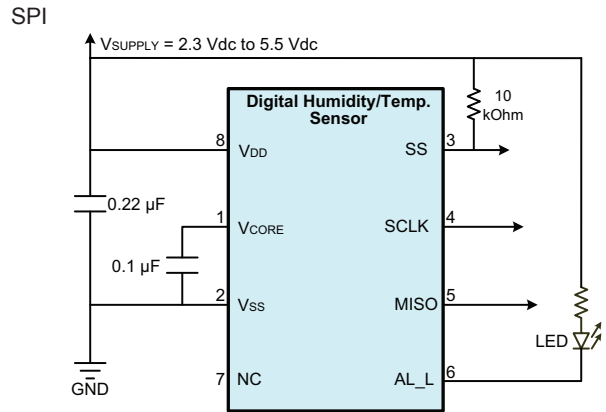 SPI
VSUPPLY = 2.3 Vdc to 5.5 Vdc
Digital Humidity/Temp.
Sensor
10
kOhm
8 VDD SS 3
0.22 µF
1 VCORE SCLK 4
0.1 µF
2 VSS MISO 5
LED
GND
7 NC AL_L 6